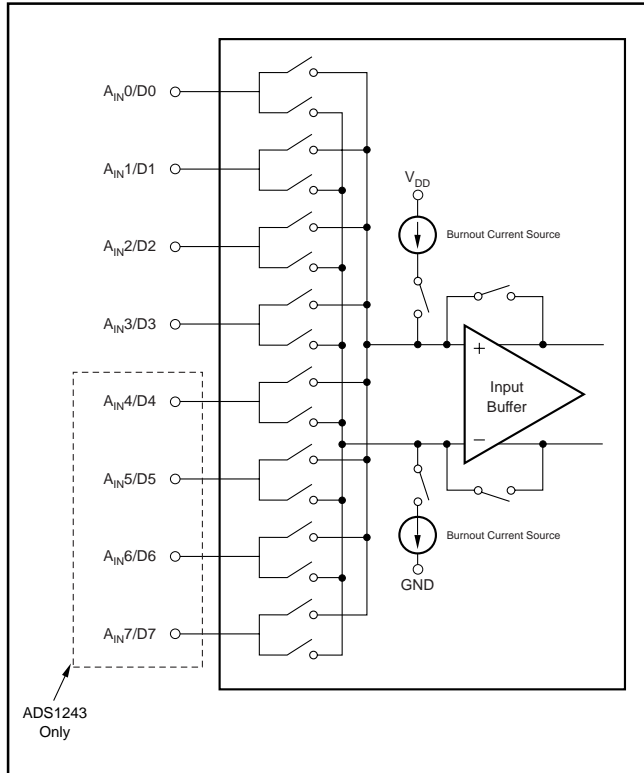 A_IN0/D0
A_IN1/D1
V_DD
Burnout Current Source
A_IN2/D2
A_IN3/D3
+
Input
Buffer
−
A_IN4/D4
A_IN5/D5
Burnout Current Source
A_IN6/D6
GND
A_IN7/D7
ADS1243
Only